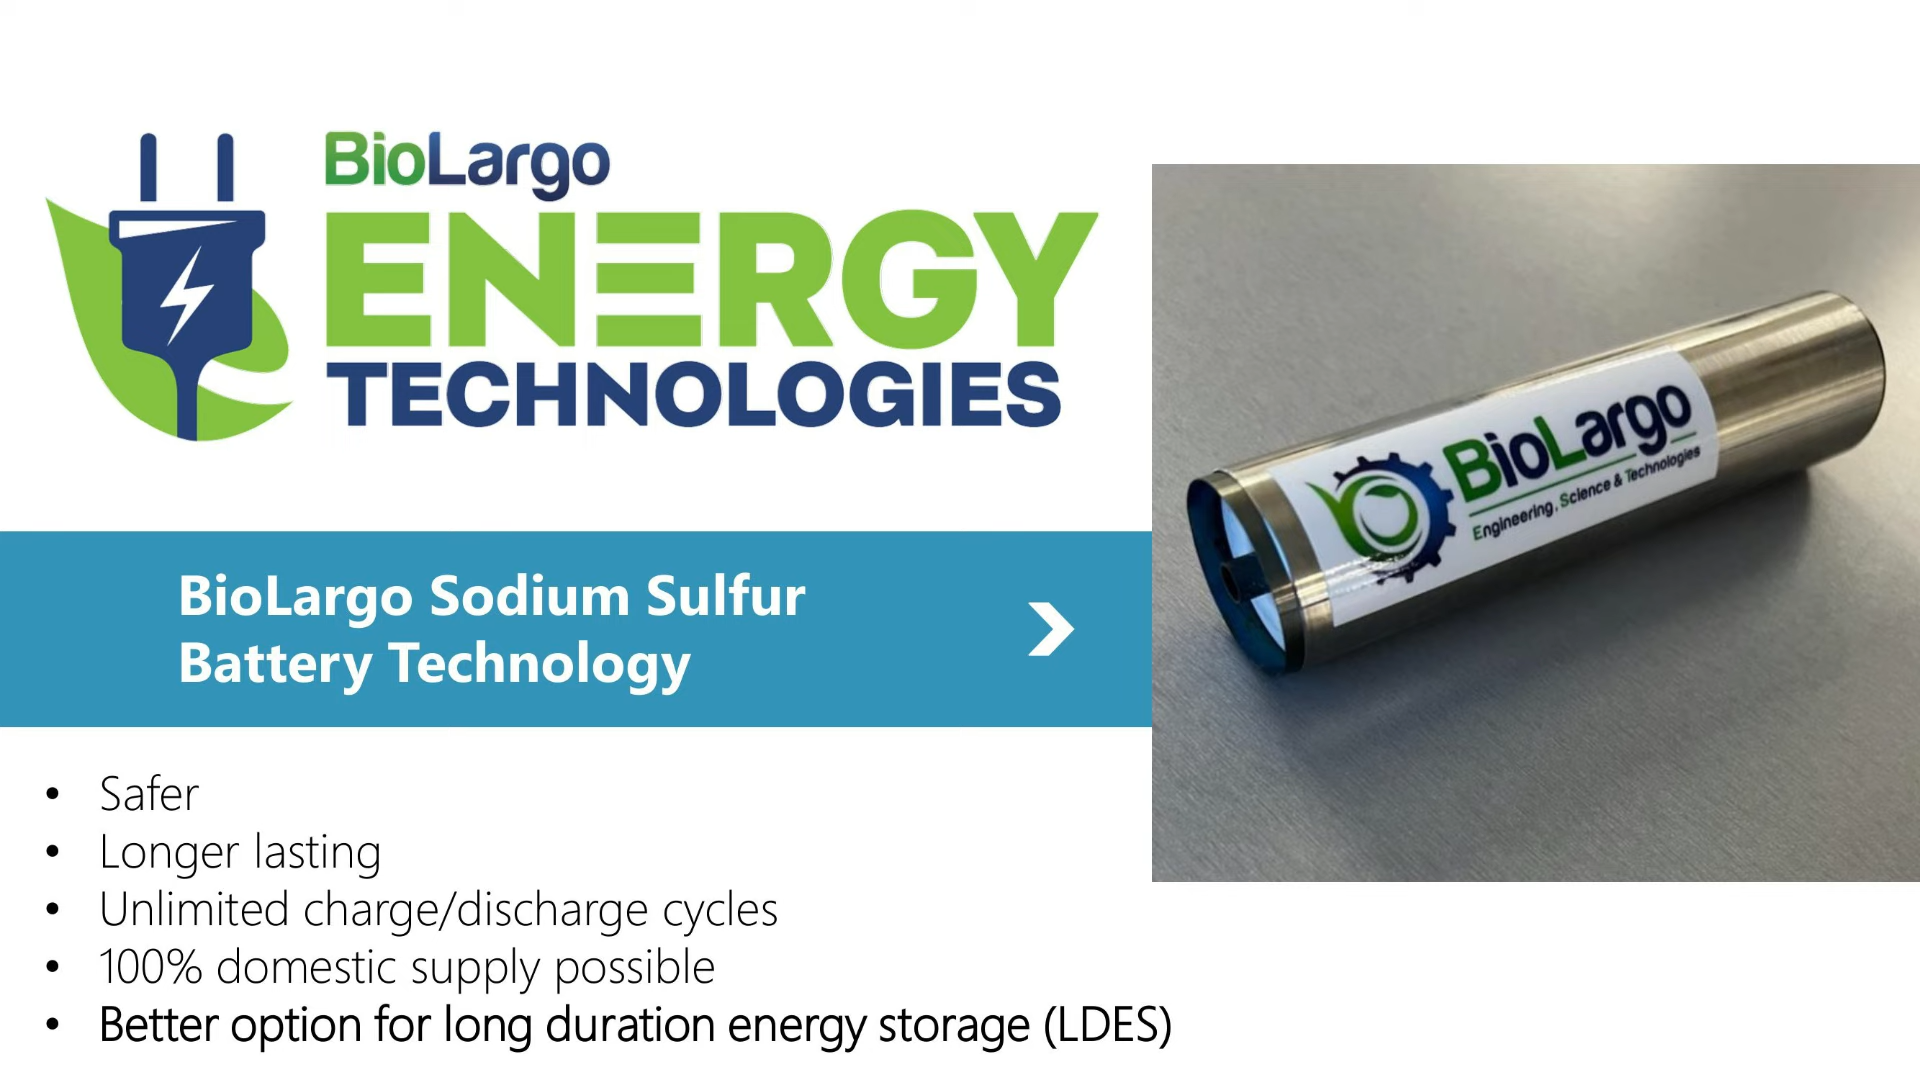 BioLargo
ENERGY
TECHNOLOGIES
BioLargo Sodium Sulfur
Battery Technology
• Safer
• Longer lasting
• Unlimited charge/discharge cycles
• 100% domestic supply possible
• Better option for long duration energy storage (LDES)
BioLargo
Engineering, Science & Technologies